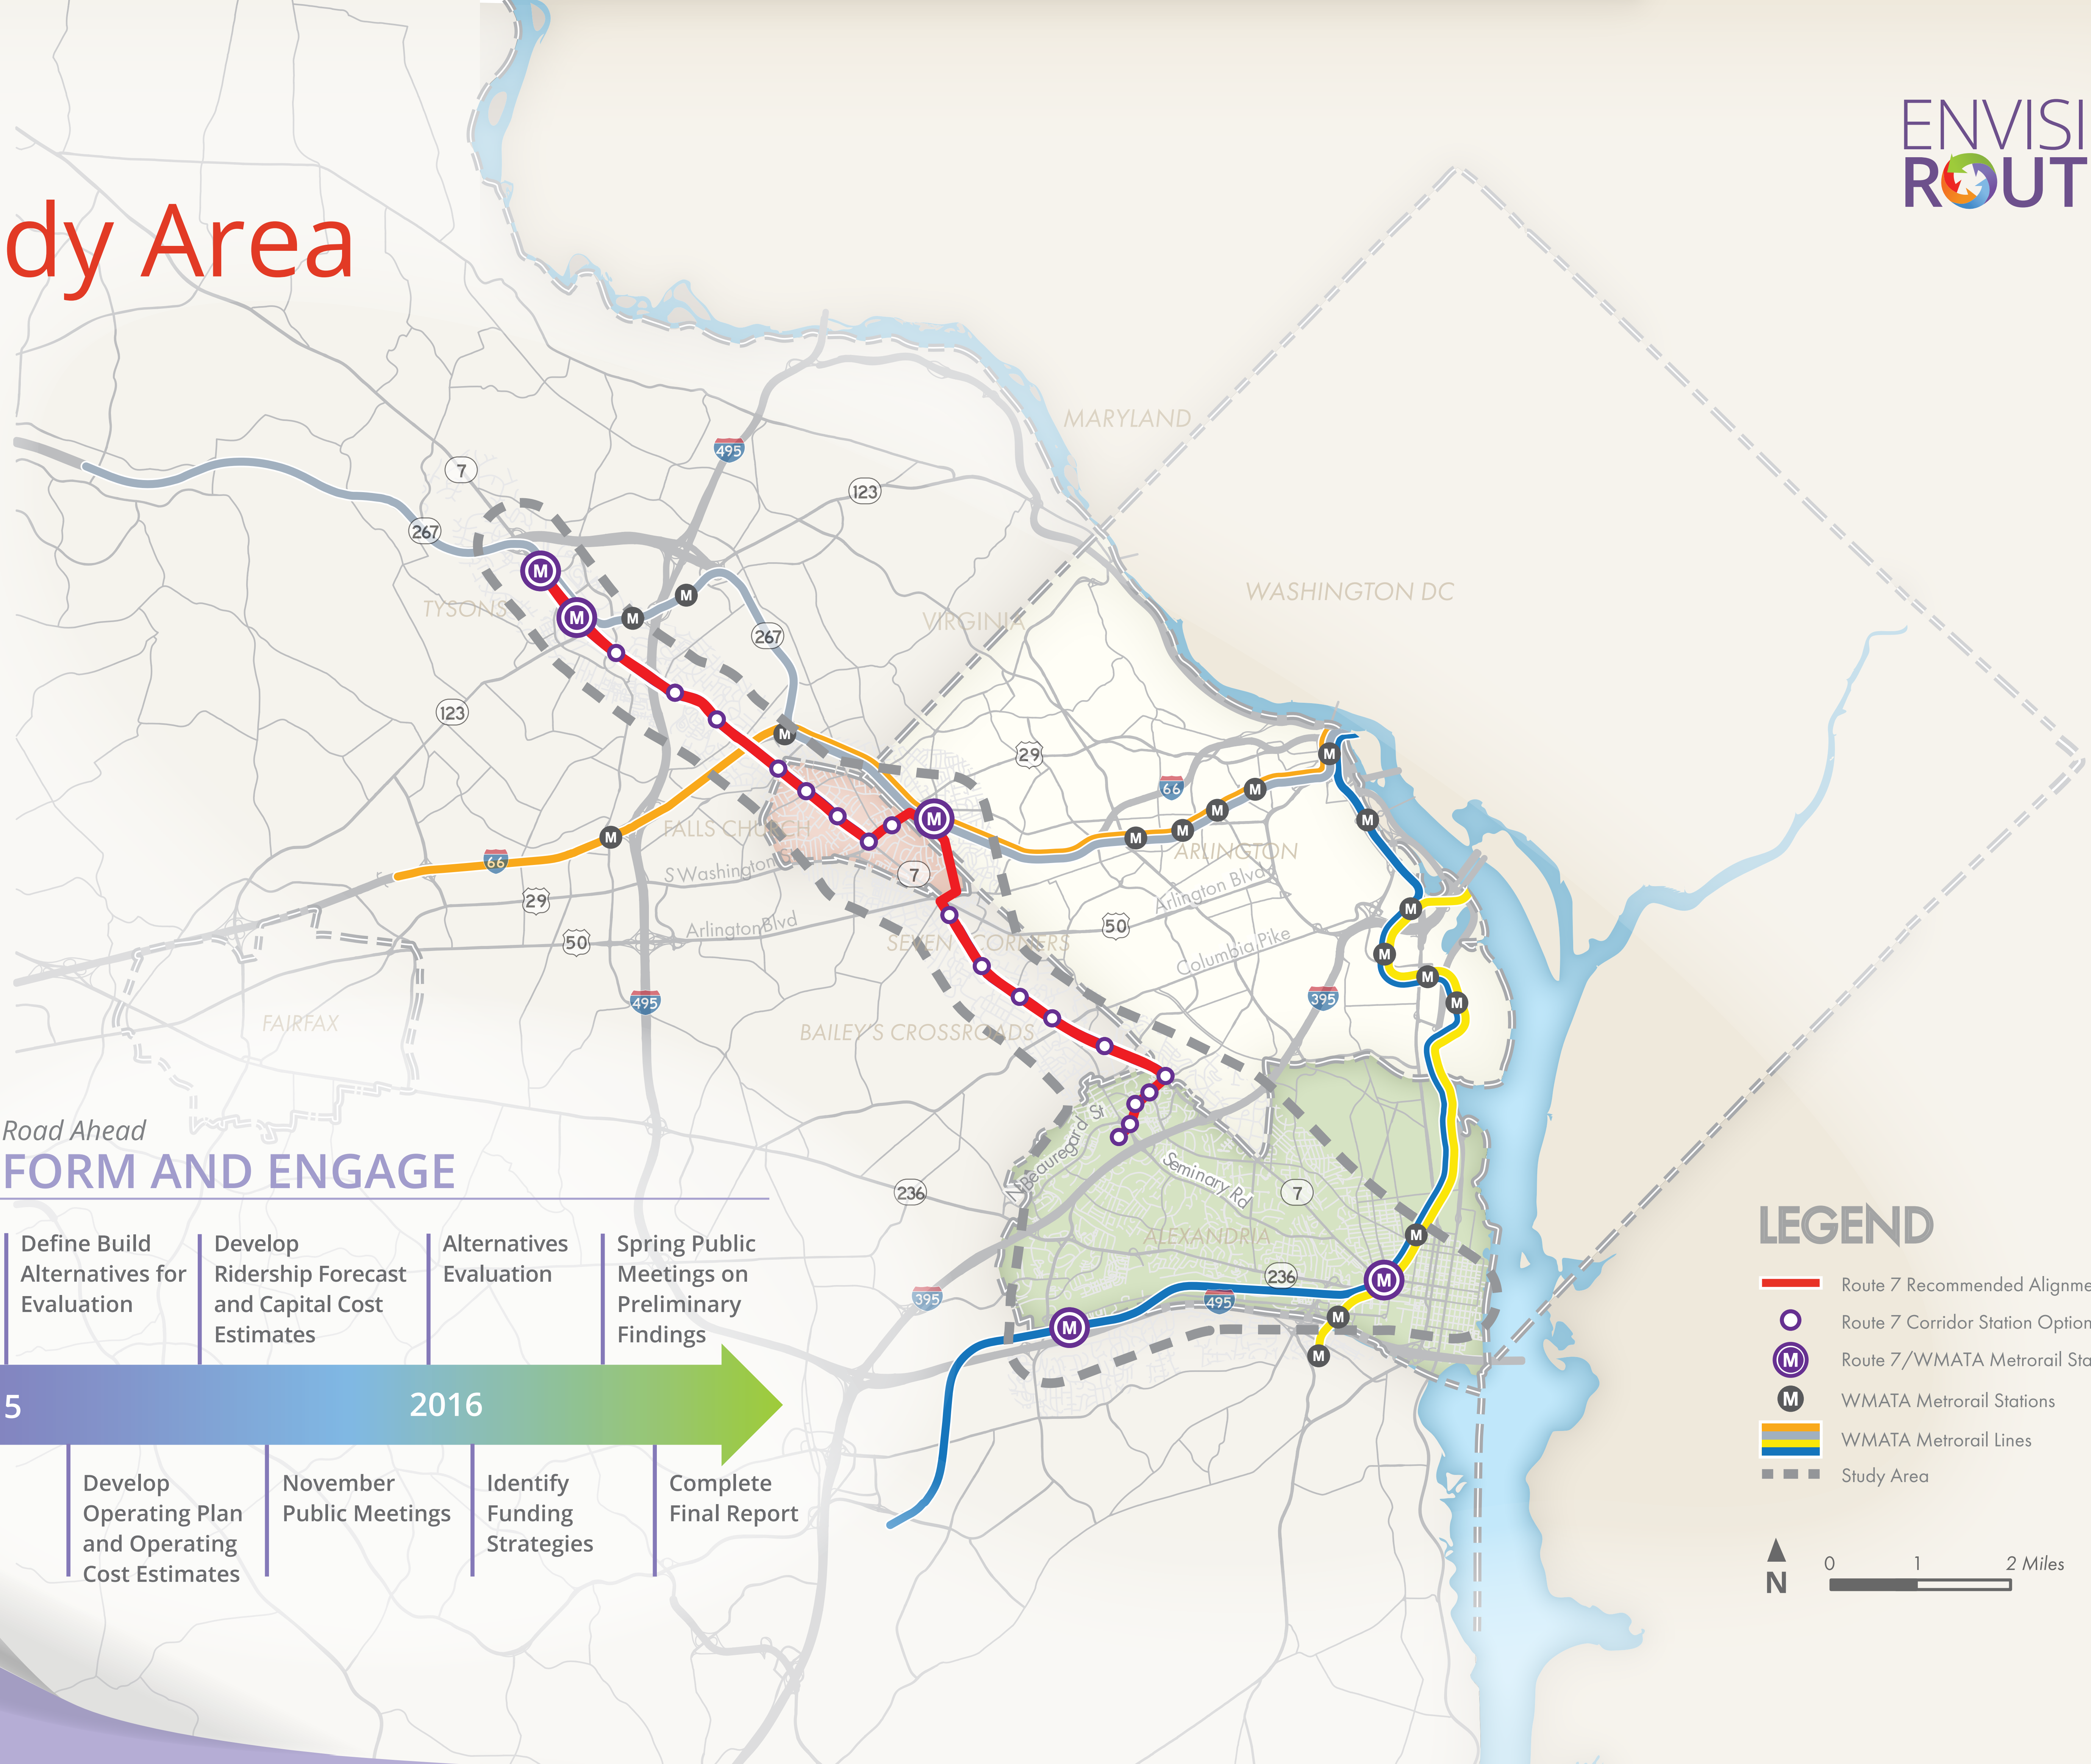 ENVISI
ROUT
dy Area
MARYLAND
495
7
123
267
WASHINGTON DC
TYSONS
M
M
M
M
VIRGINIA
267
123
M
29
M
66
M
M
FALLS CHURCH
M
M
M
M
M
ARLINGTON
66
S Washington St
7
29
Arlington Blvd
50
Arlington Blvd
50
SEVEN CORNERS
Columbia Pike
M
M
M
M
495
395
FAIRFAX
BAILEY'S CROSSROADS
N Beauregard St
Seminary Rd
236
7
ALEXANDRIA
M
236
M
395
495
M
M
M
Road Ahead
FORM AND ENGAGE
Define Build
Alternatives for
Evaluation
Develop
Ridership Forecast
and Capital Cost
Estimates
Alternatives
Evaluation
Spring Public
Meetings on
Preliminary
Findings
5
2016
Develop
Operating Plan
and Operating
Cost Estimates
November
Public Meetings
Identify
Funding
Strategies
Complete
Final Report
LEGEND
Route 7 Recommended Alignme
Route 7 Corridor Station Option
M
Route 7/WMATA Metrorail Sta
M
WMATA Metrorail Stations
WMATA Metrorail Lines
Study Area
N
0 1 2 Miles